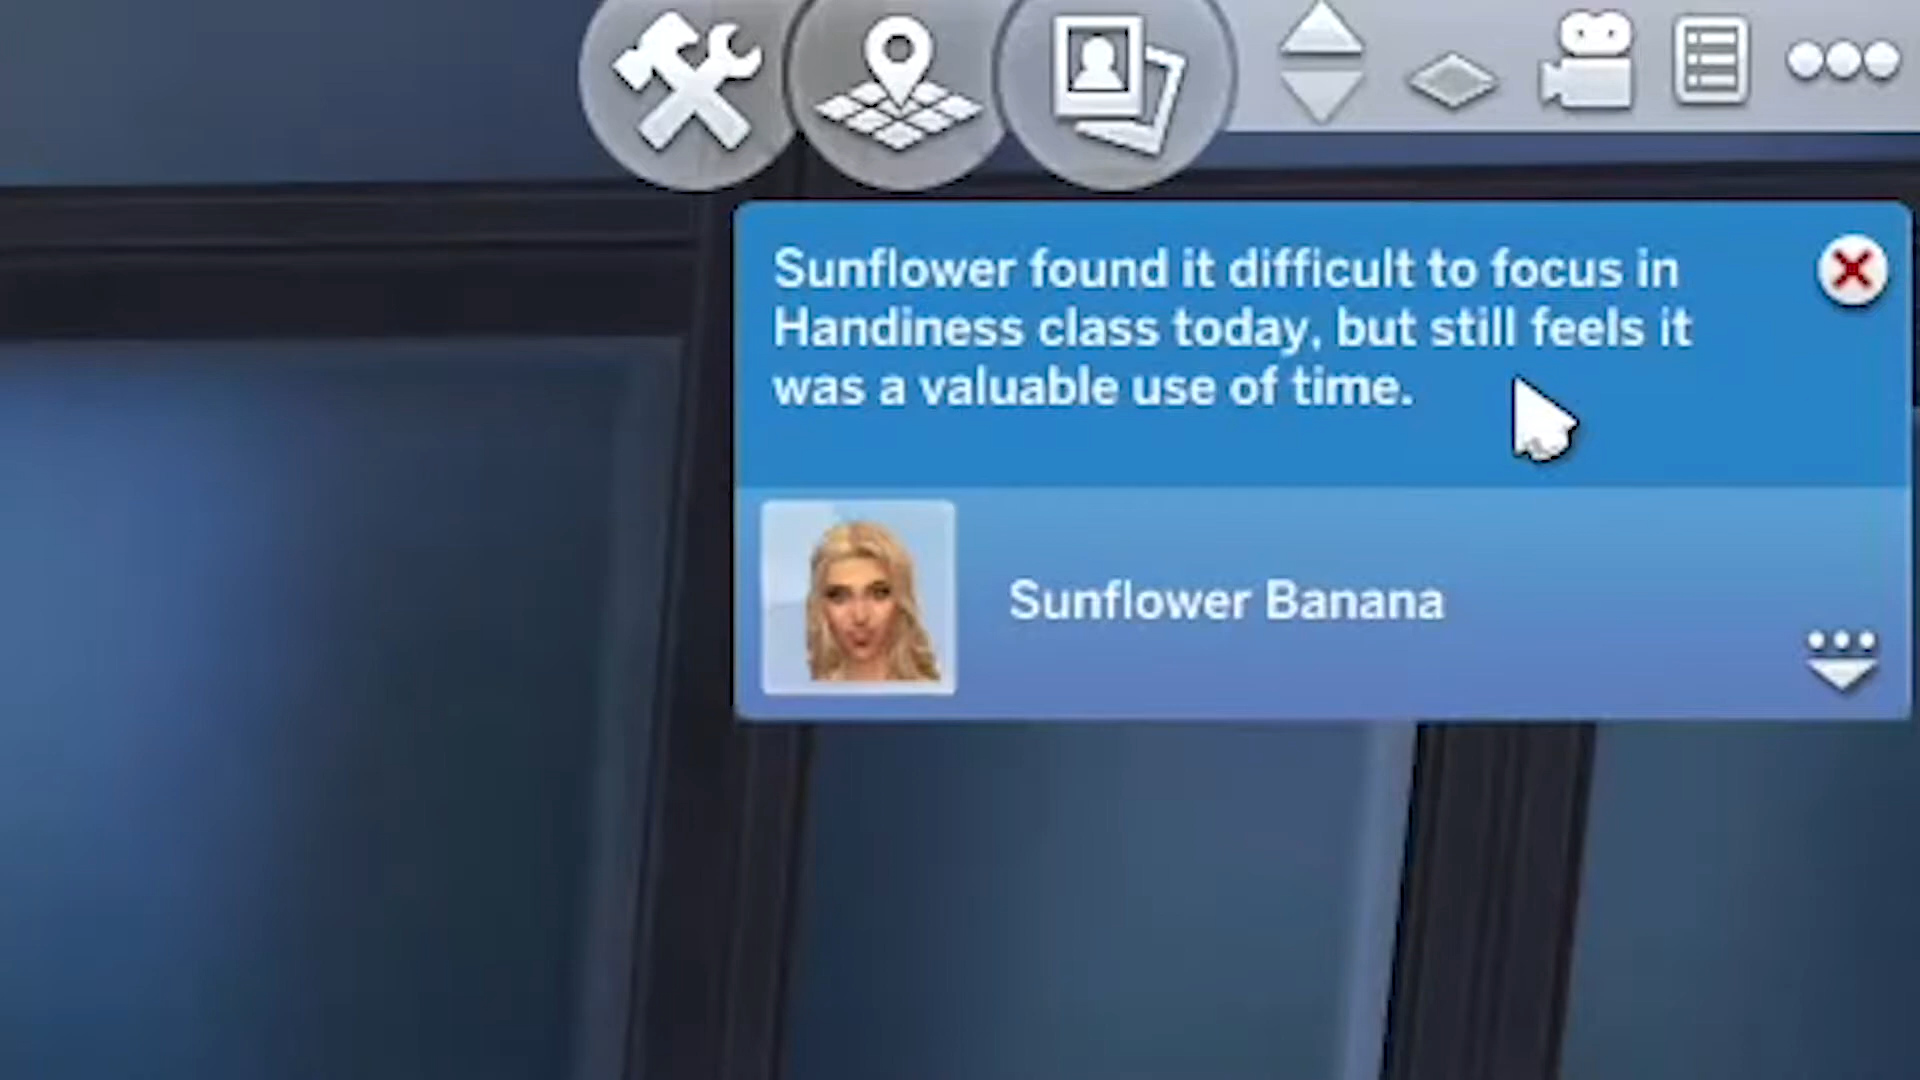 Sunflower found it difficult to focus in
Handiness class today, but still feels it
was a valuable use of time.
Sunflower Banana